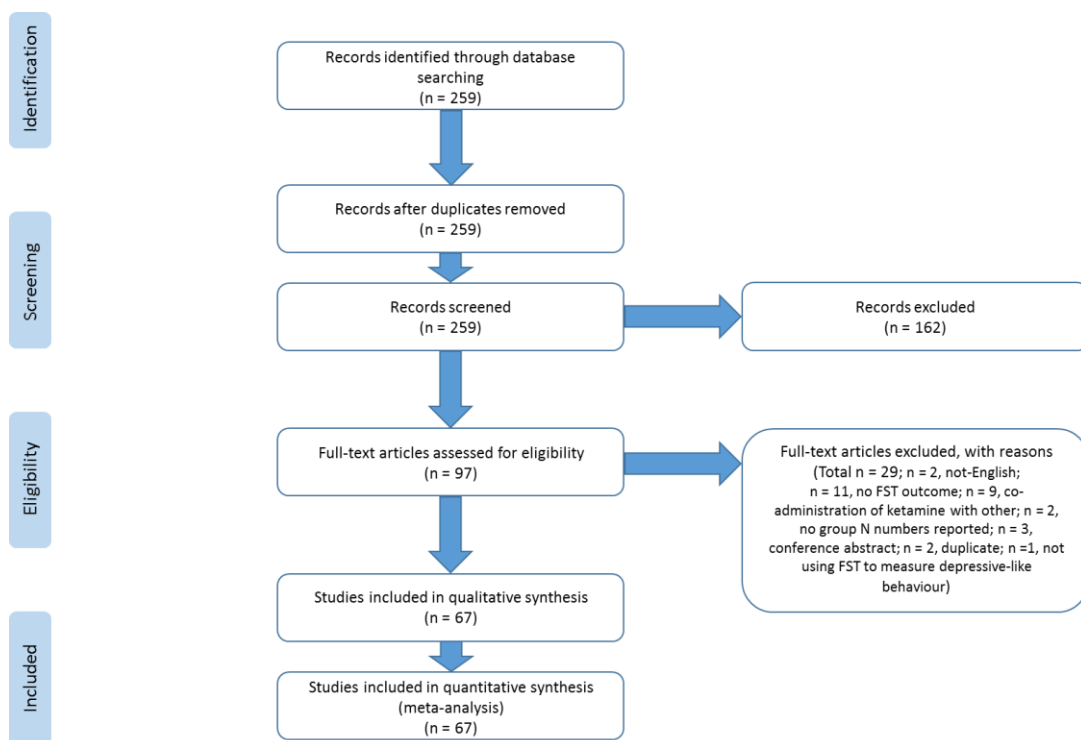 Identification
Records identified through database
searching
(n = 259)
Records after duplicates removed
(n = 259)
Screening
Records screened
(n = 259)
Records excluded
(n = 162)
Eligibility
Full-text articles assessed for eligibility
(n = 97)
Full-text articles excluded, with reasons
(Total n = 29; n = 2, not-English;
n = 11, no FST outcome; n = 9, co-
administration of ketamine with other; n = 2,
no group N numbers reported; n = 3,
conference abstract; n = 2, duplicate; n =1, not
using FST to measure depressive-like
behaviour)
Studies included in qualitative synthesis
(n = 67)
Included
Studies included in quantitative synthesis
(meta-analysis)
n = 67)